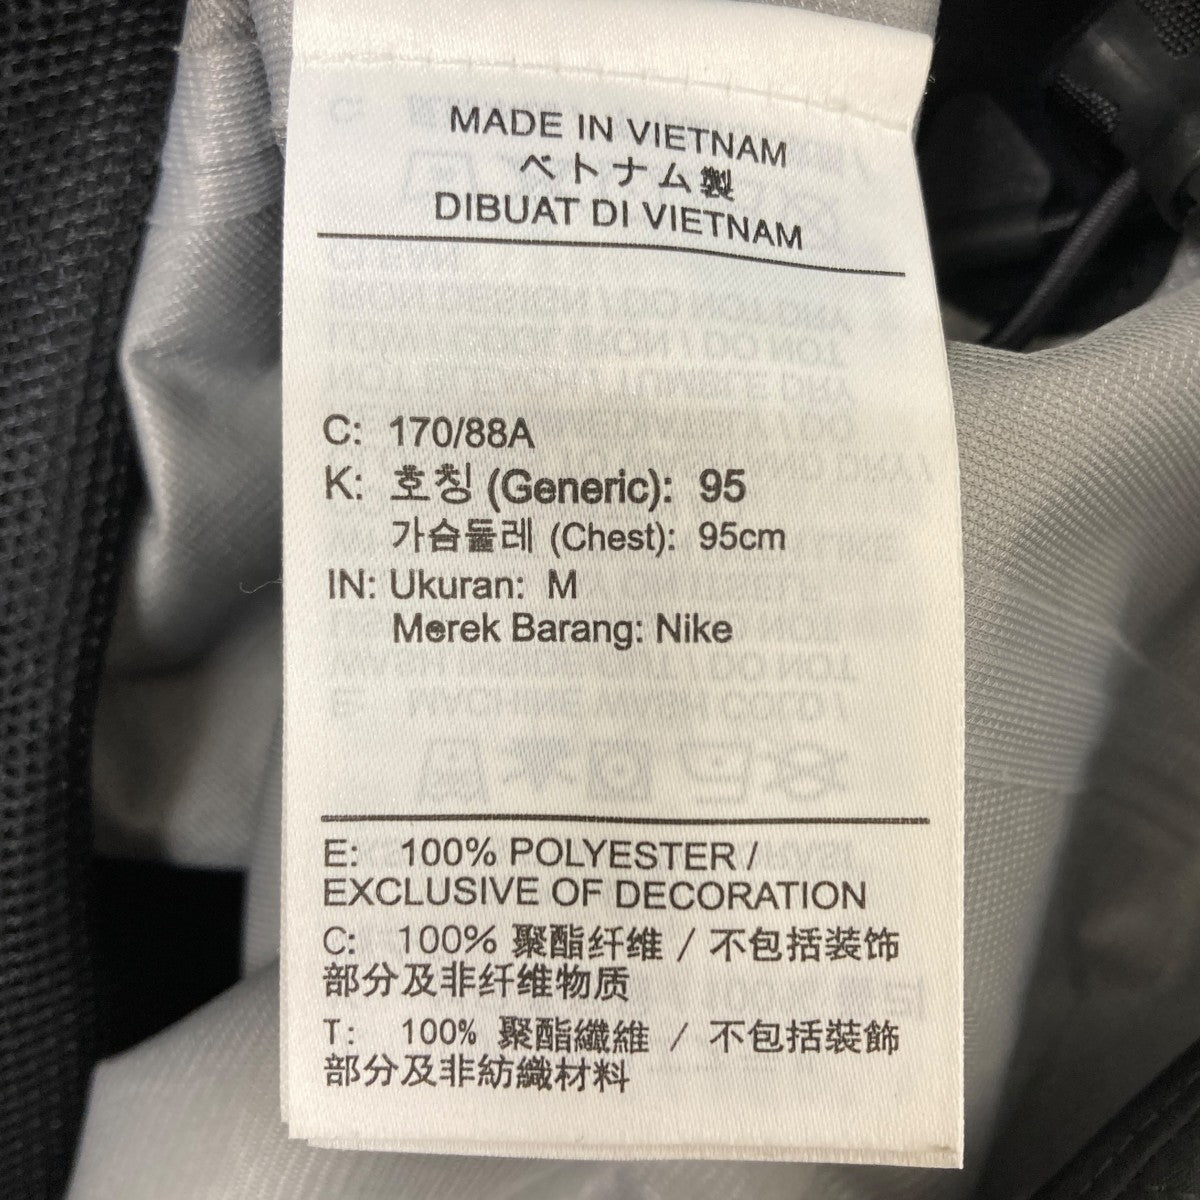 MADE IN VIETNAM
ベトナム製
DIBUAT DI VIETNAM
C: 170/88A
K: 호칭 (Generic): 95
가슴둘레 (Chest): 95cm
IN: Ukuran: M
Merek Barang: Nike
E: 100% POLYESTER /
EXCLUSIVE OF DECORATION
C: 100% 聚酯纤维 / 不包括装饰
部分及非纤维物质
T: 100% 聚酯纖維 / 不包括裝飾
部分及非紡織材料